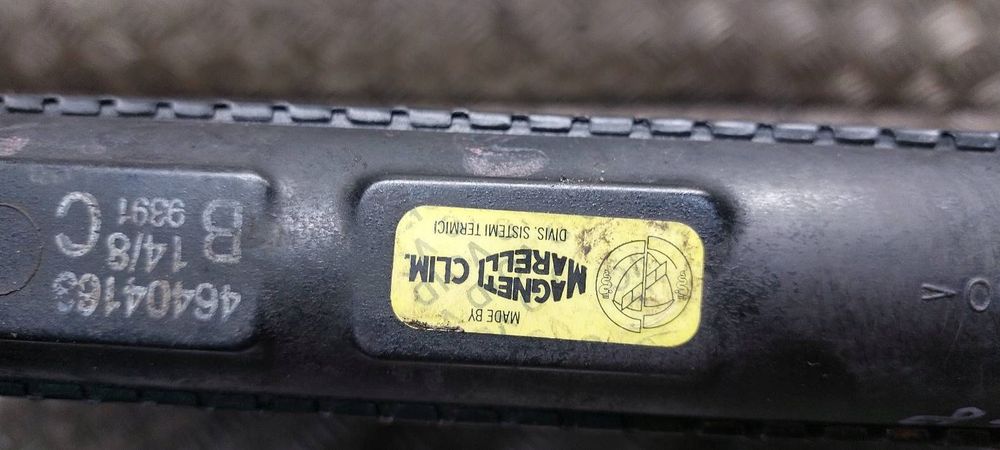 MADE BY
MAGNETI
MARELLI CLIM.
DIVIS. SISTEMI TERMICI
46404163
14/8 C
B 9391